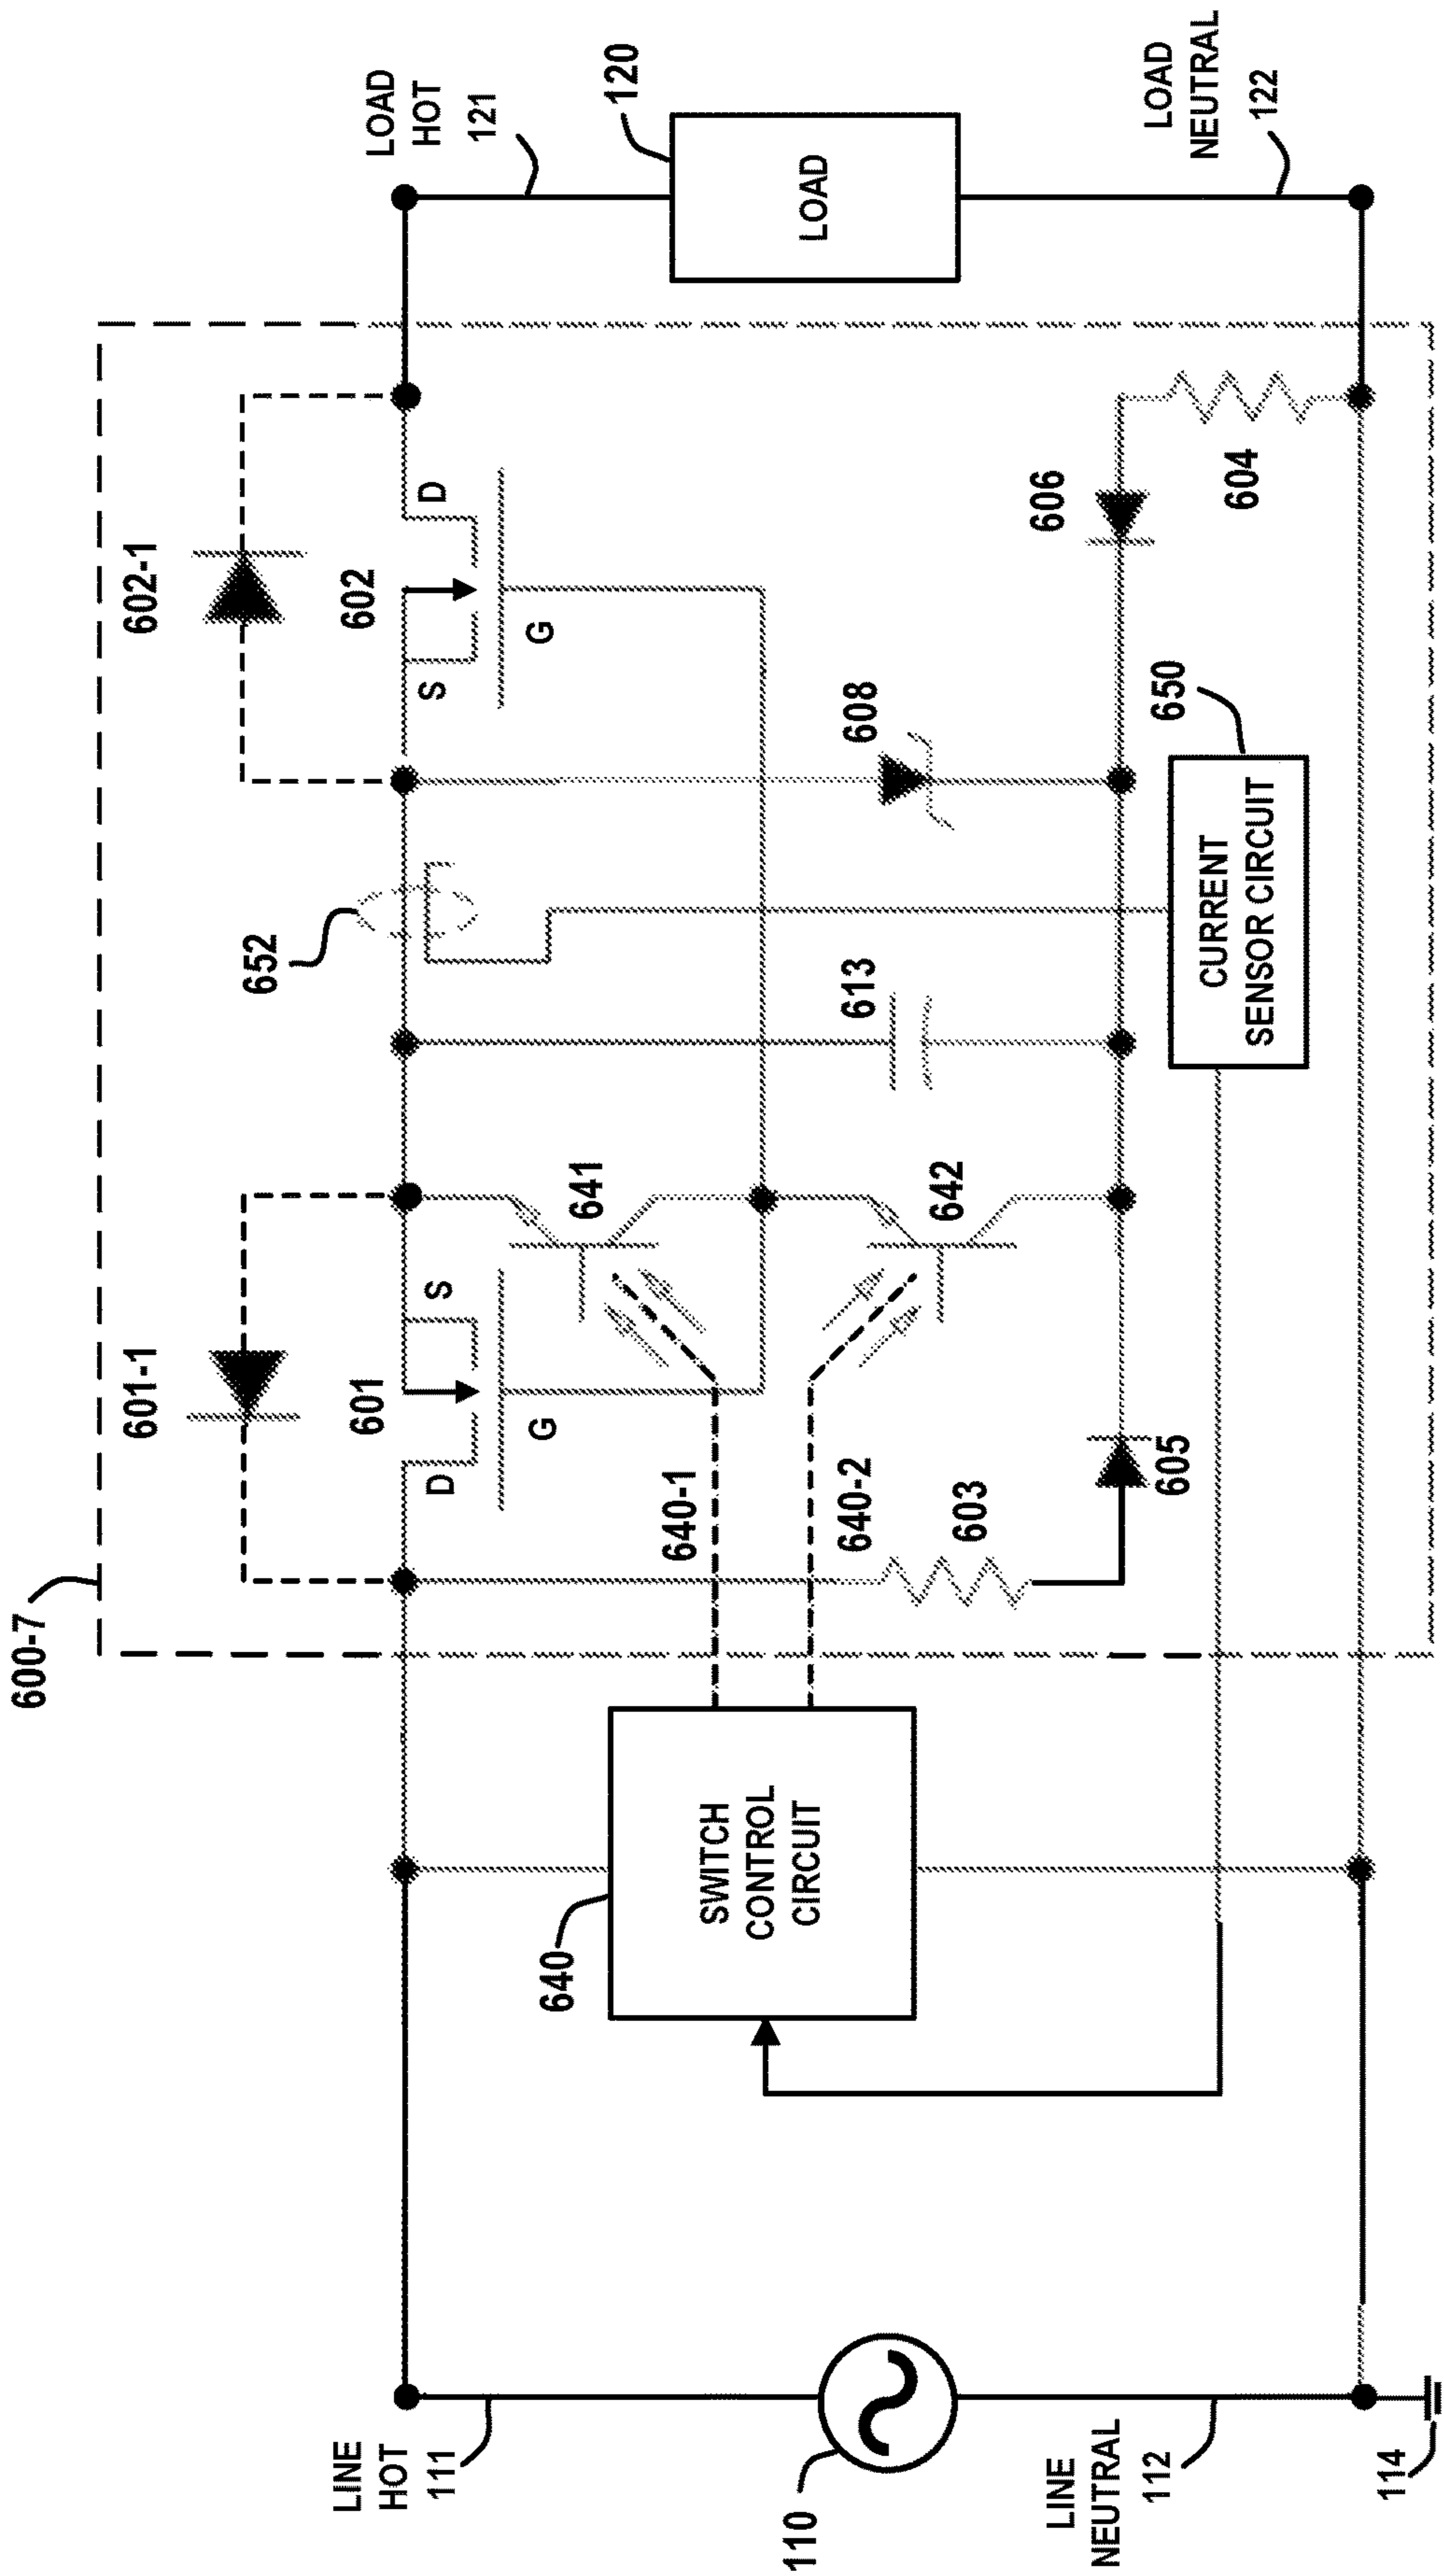 600-7
601-1
602-1
LINE
HOT
111
D
601
S
652
S
602
D
LOAD
HOT
121
G
641
G
120
640
640-1
LOAD
SWITCH
CONTROL
CIRCUIT
640-2
613
608
110
603
642
606
LINE
NEUTRAL
112
605
CURRENT
SENSOR CIRCUIT
650
604
LOAD
NEUTRAL
122
114